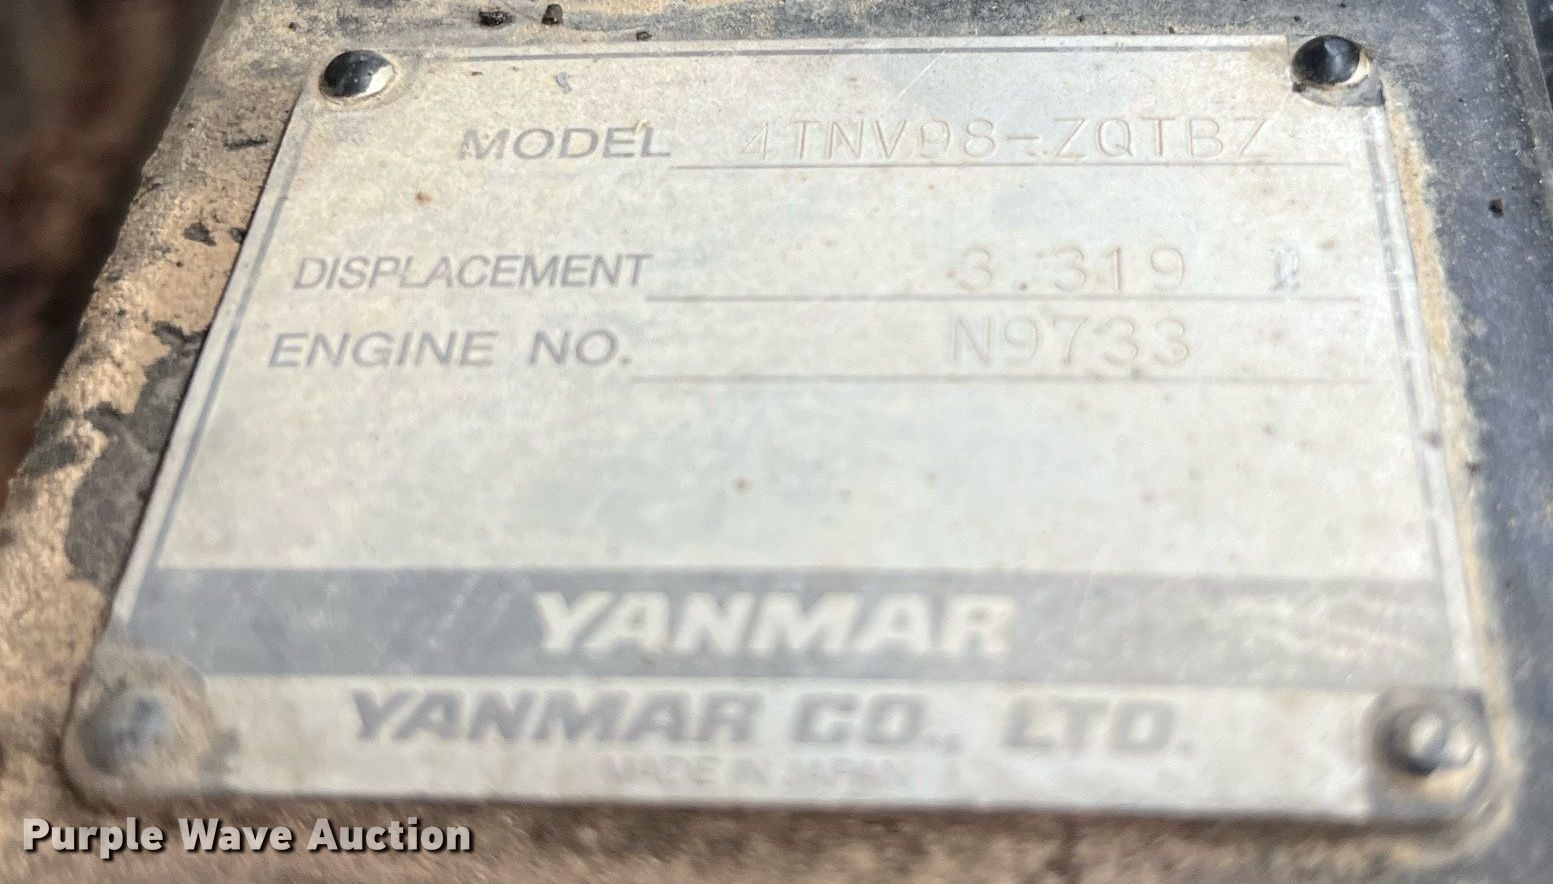 MODEL 4TNV98-ZQTBZ
DISPLACEMENT 3.319 ℓ
ENGINE NO. N9733
YANMAR
YANMAR CO., LTD.
MADE IN JAPAN
Purple Wave Auction